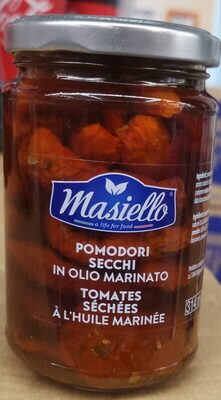 Masiello
a life for food
POMODORI
SECCHI
IN OLIO MARINATO
TOMATES
SÉCHÉES
À L'HUILE MARINÉE